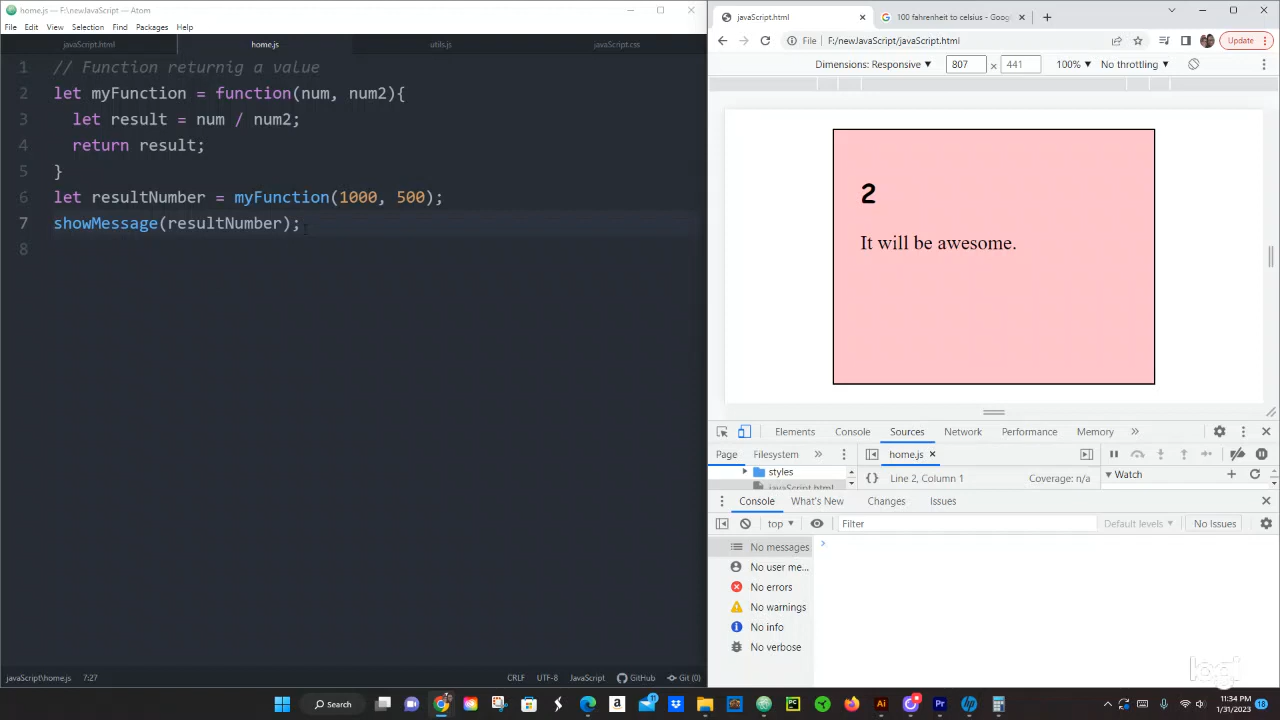 home.js — F:\newJavaScript — Atom
File Edit View Selection Find Packages Help
javaScript.html home.js utils.js javaScript.css
1 // Function returnig a value
2 let myFunction = function(num, num2){
3 let result = num / num2;
4 return result;
5 }
6 let resultNumber = myFunction(1000, 500);
7 showMessage(resultNumber);
8
javaScript\home.js 7:27 CRLF UTF-8 JavaScript GitHub Git (0)
javaScript.html 100 fahrenheit to celsius - Goog
File F:/newJavaScript/javaScript.html Update
Dimensions: Responsive 807 × 441 100% No throttling
2
It will be awesome.
Elements Console Sources Network Performance Memory
Page Filesystem home.js
styles
javaScript.html
{ } Line 2, Column 1 Coverage: n/a
Watch
Console What's New Changes Issues
top Filter Default levels No Issues
No messages
No user me...
No errors
No warnings
No info
No verbose
Search
11:34 PM
1/31/2023
18